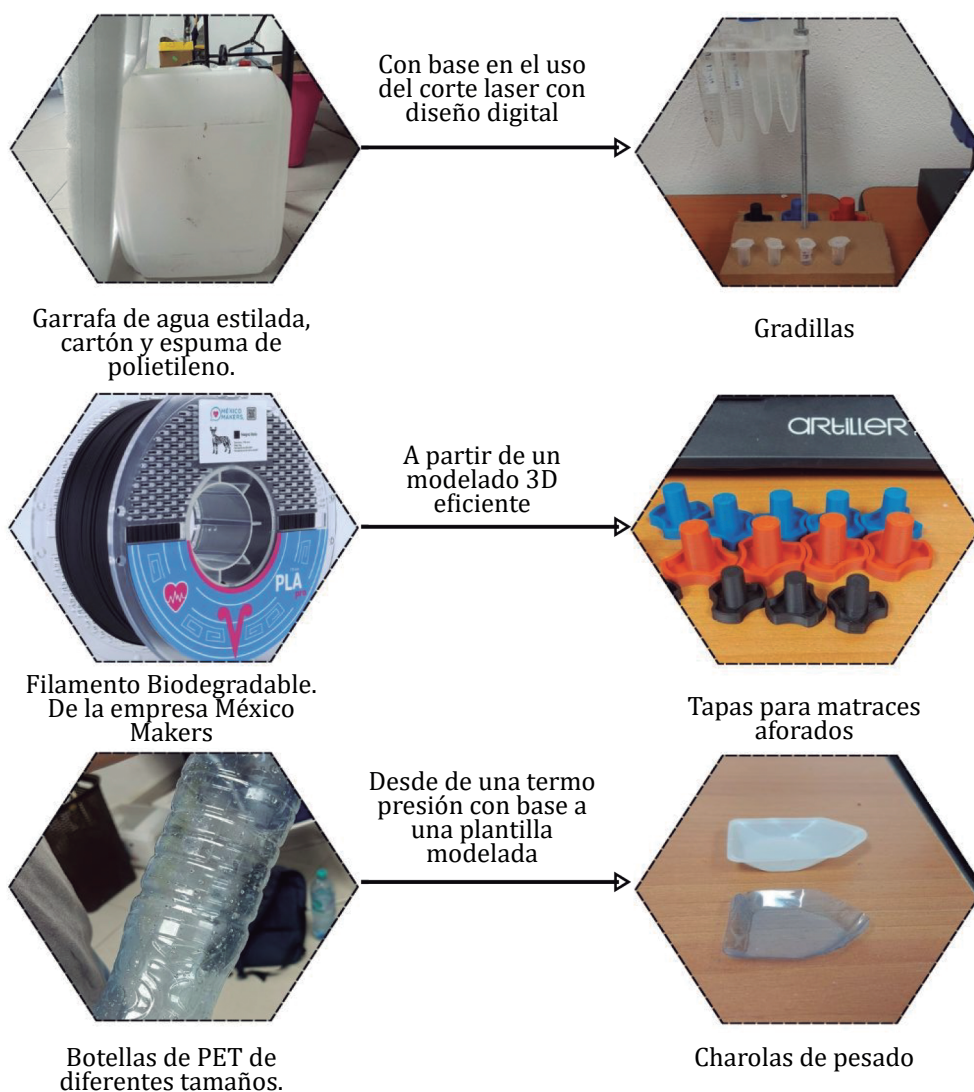 Con base en el uso
del corte laser con
diseño digital
Garrafa de agua estilada,
cartón y espuma de
polietileno.
Gradillas
MÉXICO
MAKERS
PLA
pro
A partir de un
modelado 3D
eficiente
ARTILLER
Filamento Biodegradable.
De la empresa México
Makers
Tapas para matraces
aforados
Desde de una termo
presión con base a
una plantilla
modelada
Botellas de PET de
diferentes tamaños.
Charolas de pesado